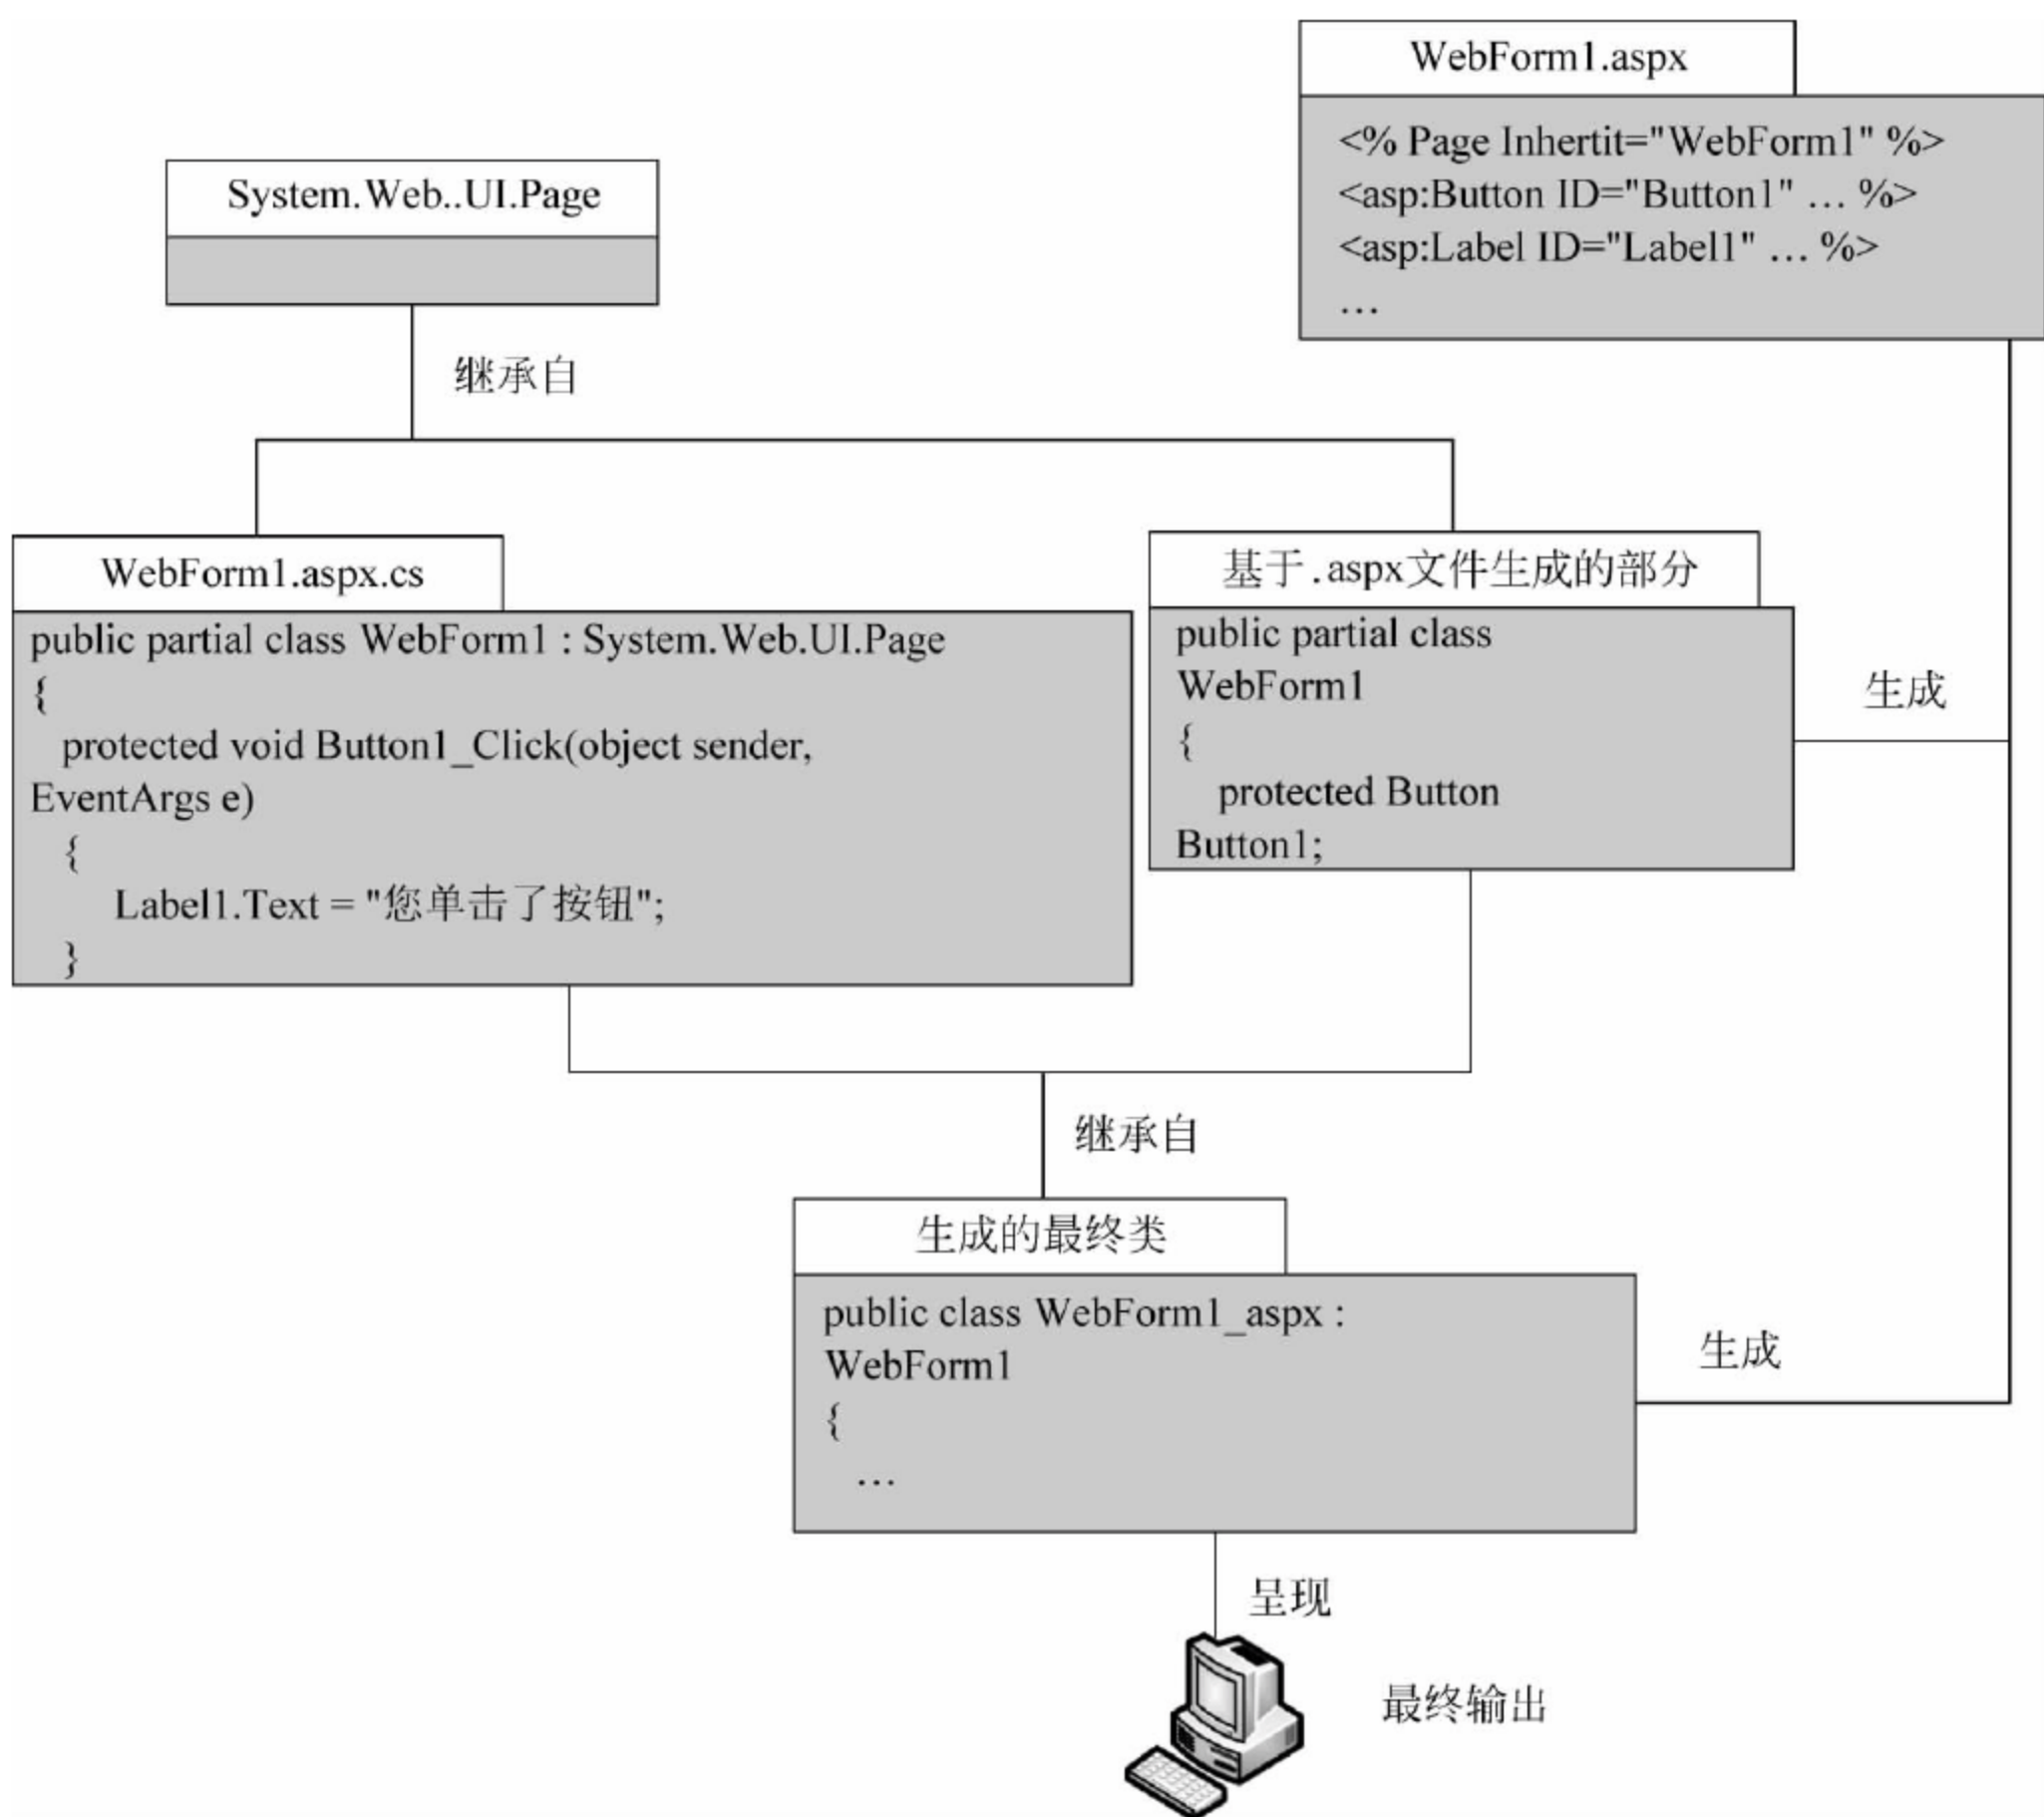 WebForm1.aspx
<% Page Inhertit="WebForm1" %>
<asp:Button ID="Button1" … %>
<asp:Label ID="Label1" … %>
…
System.Web..UI.Page
继承自
WebForm1.aspx.cs
public partial class WebForm1 : System.Web.UI.Page
{
protected void Button1_Click(object sender,
EventArgs e)
{
Label1.Text = "您单击了按钮";
}
基于.aspx文件生成的部分
public partial class
WebForm1
{
protected Button
Button1;
生成
继承自
生成的最终类
public class WebForm1_aspx :
WebForm1
{
…
生成
呈现
最终输出